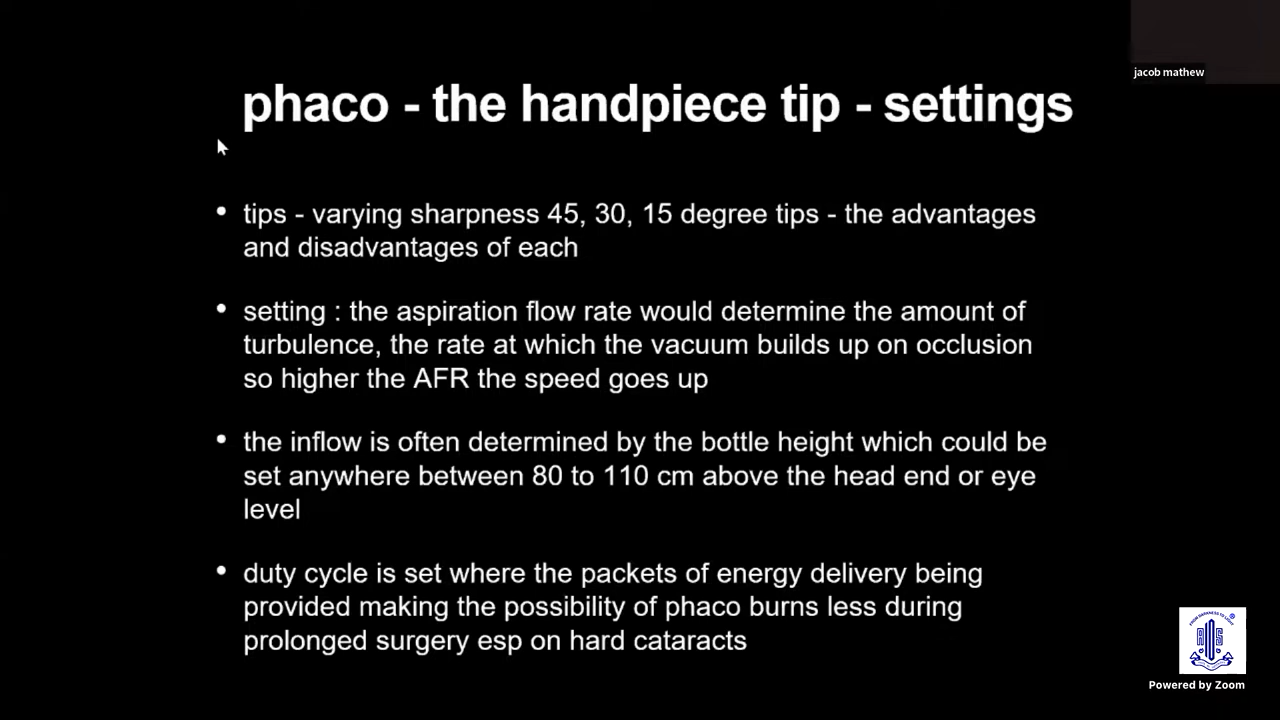 jacob mathew
phaco - the handpiece tip - settings
• tips - varying sharpness 45, 30, 15 degree tips - the advantages
and disadvantages of each
• setting : the aspiration flow rate would determine the amount of
turbulence, the rate at which the vacuum builds up on occlusion
so higher the AFR the speed goes up
• the inflow is often determined by the bottle height which could be
set anywhere between 80 to 110 cm above the head end or eye
level
• duty cycle is set where the packets of energy delivery being
provided making the possibility of phaco burns less during
prolonged surgery esp on hard cataracts
Powered by Zoom